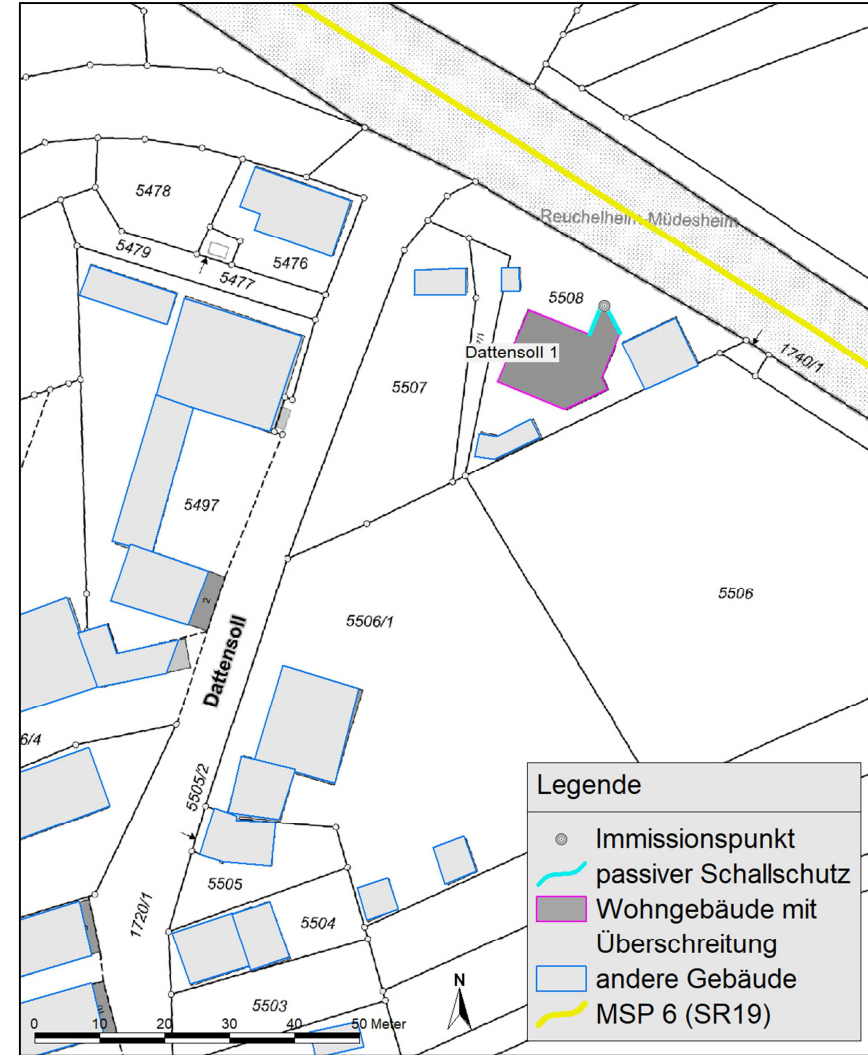 5478
5476
5479
5477
Reuchelheim-Müdesheim
5508
Dattensoll 1
1740/1
5507
5497
5506
2
Dattensoll
5506/1
6/4
5505/2
5505
1720/1
5504
5503
0 10 20 30 40 50 Meter
N
Legende
Immissionspunkt
passiver Schallschutz
Wohngebäude mit
Überschreitung
andere Gebäude
MSP 6 (SR19)